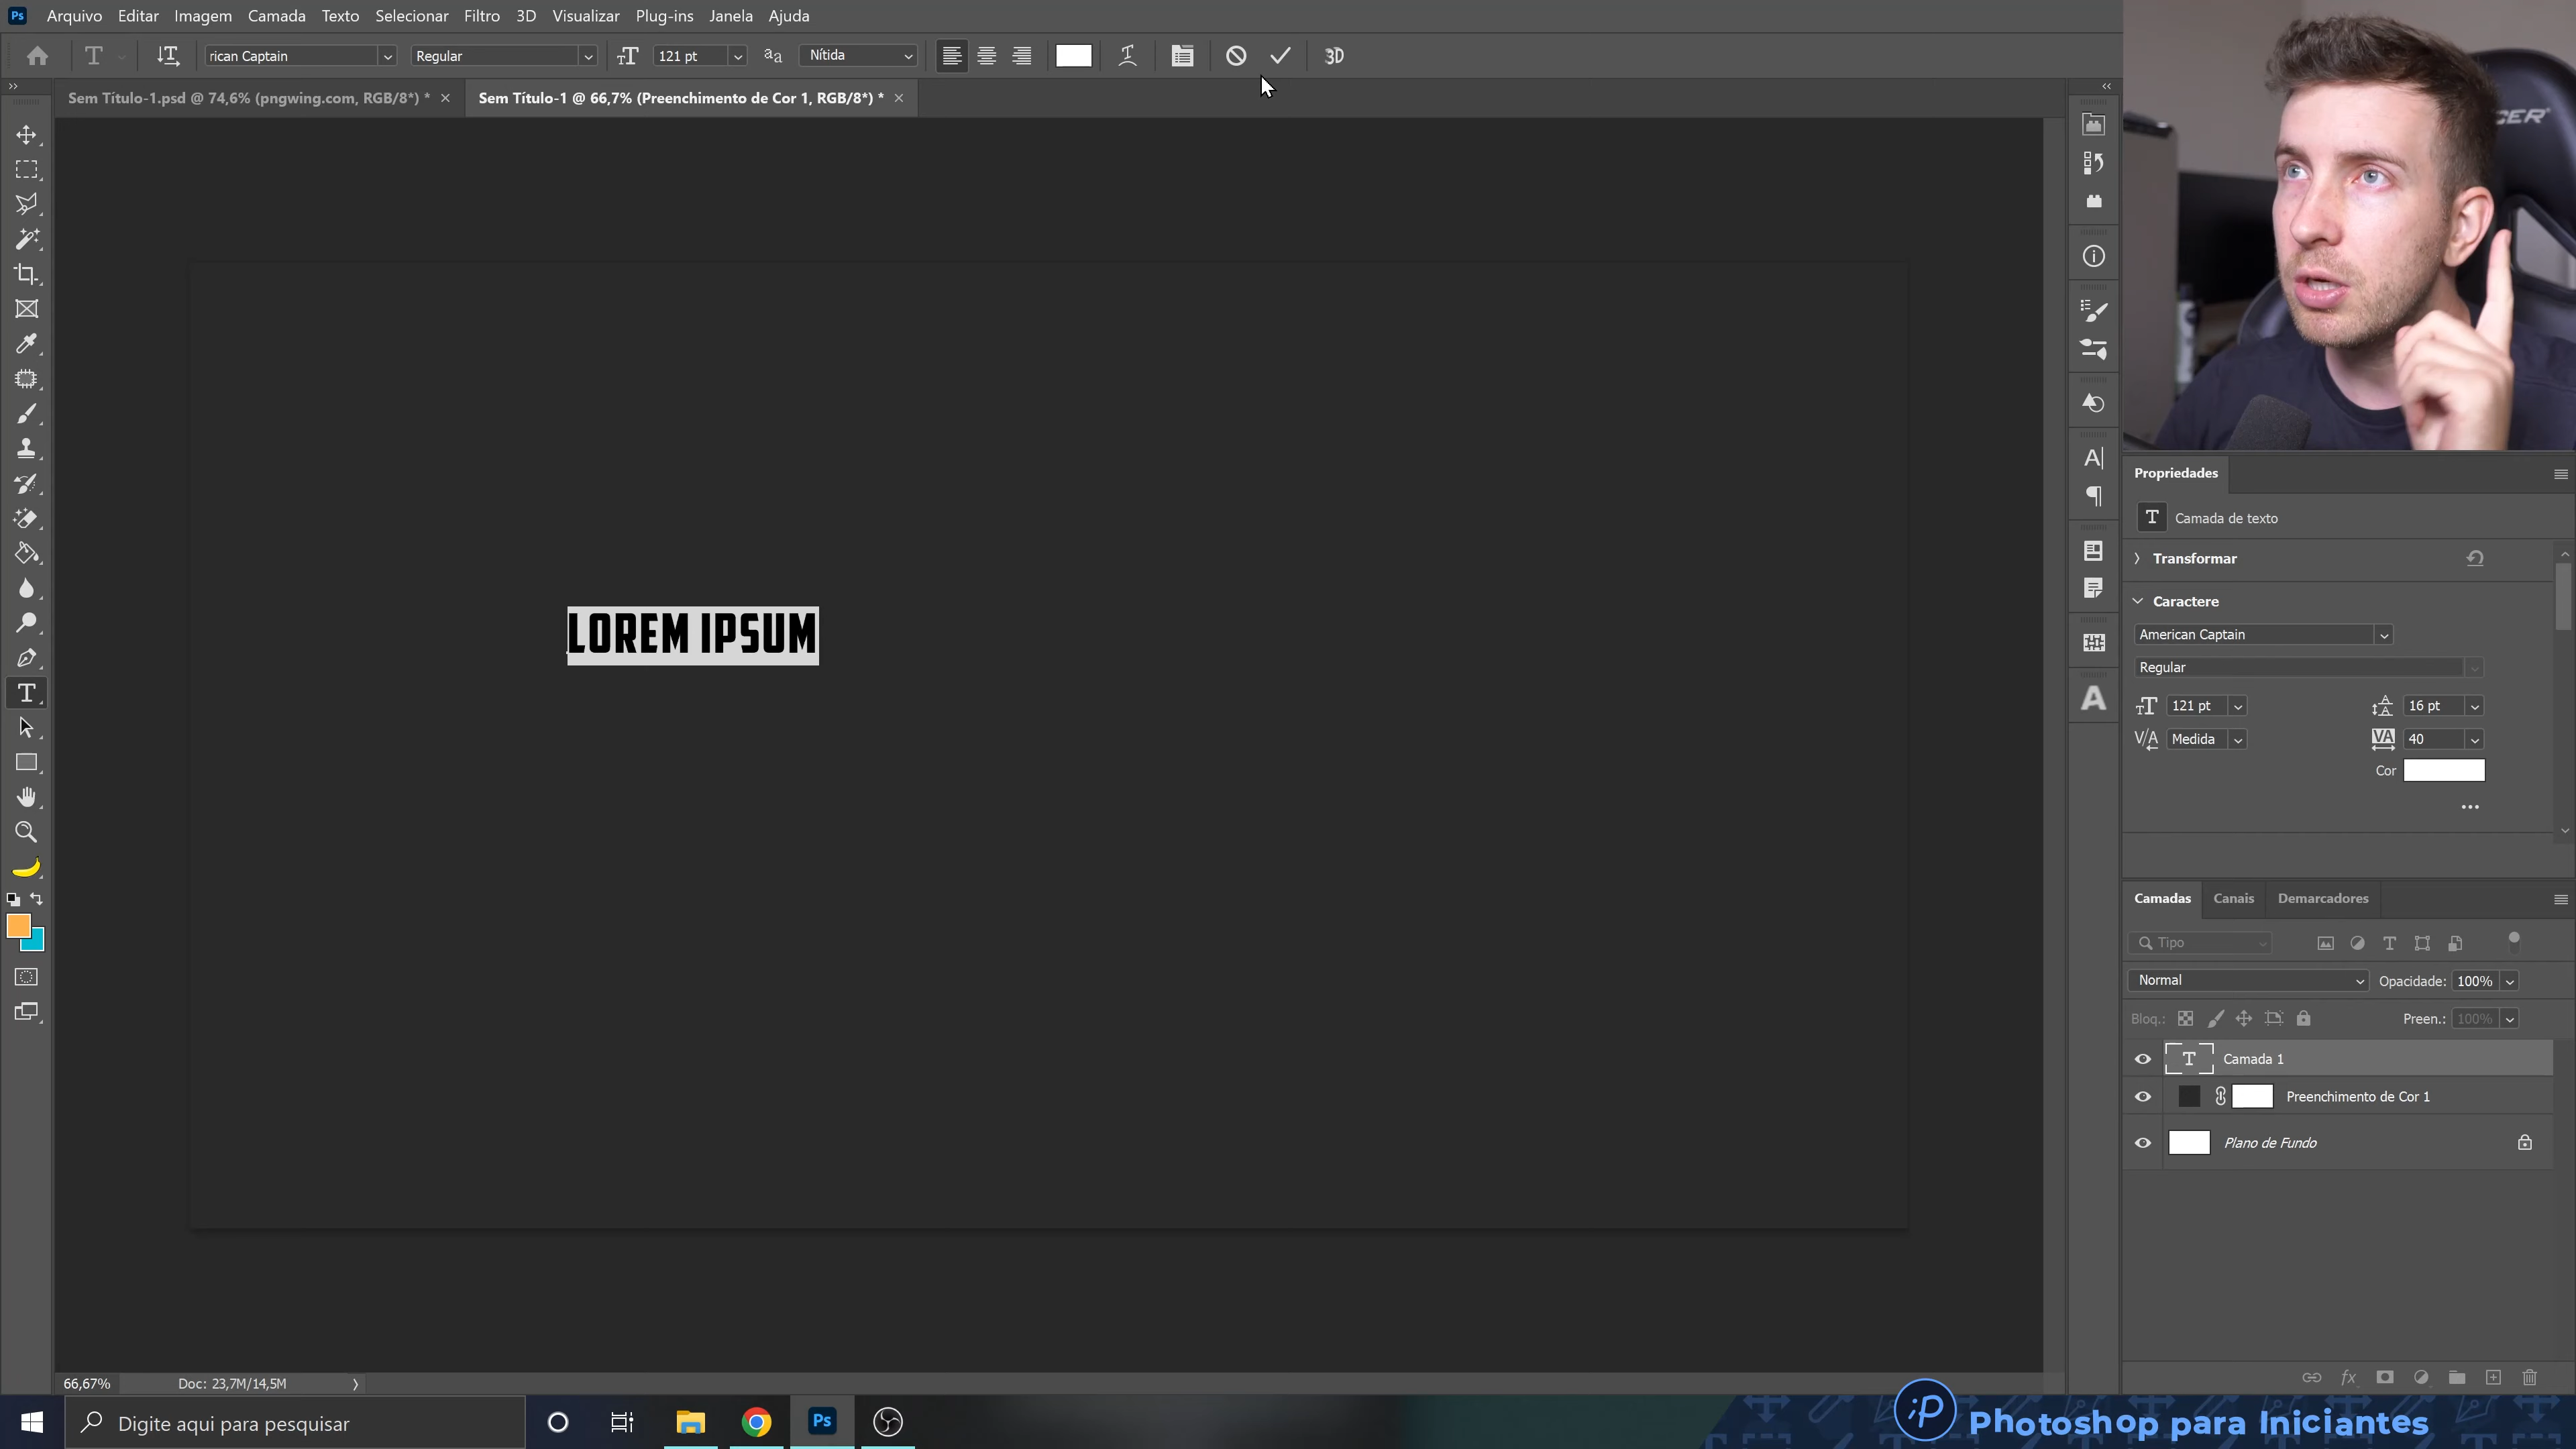 Ps Arquivo Editar Imagem Camada Texto Selecionar Filtro 3D Visualizar Plug-ins Janela Ajuda
rican Captain Regular 121 pt aa Nítida 3D
Sem Título-1.psd @ 74,6% (pngwing.com, RGB/8*) * × Sem Título-1 @ 66,7% (Preenchimento de Cor 1, RGB/8*) * ×
LOREM IPSUM
Propriedades
T Camada de texto
Transformar
Caractere
American Captain
Regular
121 pt 16 pt
Medida 40
Cor
Camadas Canais Demarcadores
Tipo
Normal Opacidade: 100%
Bloq.: Preen.: 100%
T Camada 1
Preenchimento de Cor 1
Plano de Fundo
66,67% Doc: 23,7M/14,5M
fx
Digite aqui para pesquisar Ps
iP Photoshop para Iniciantes